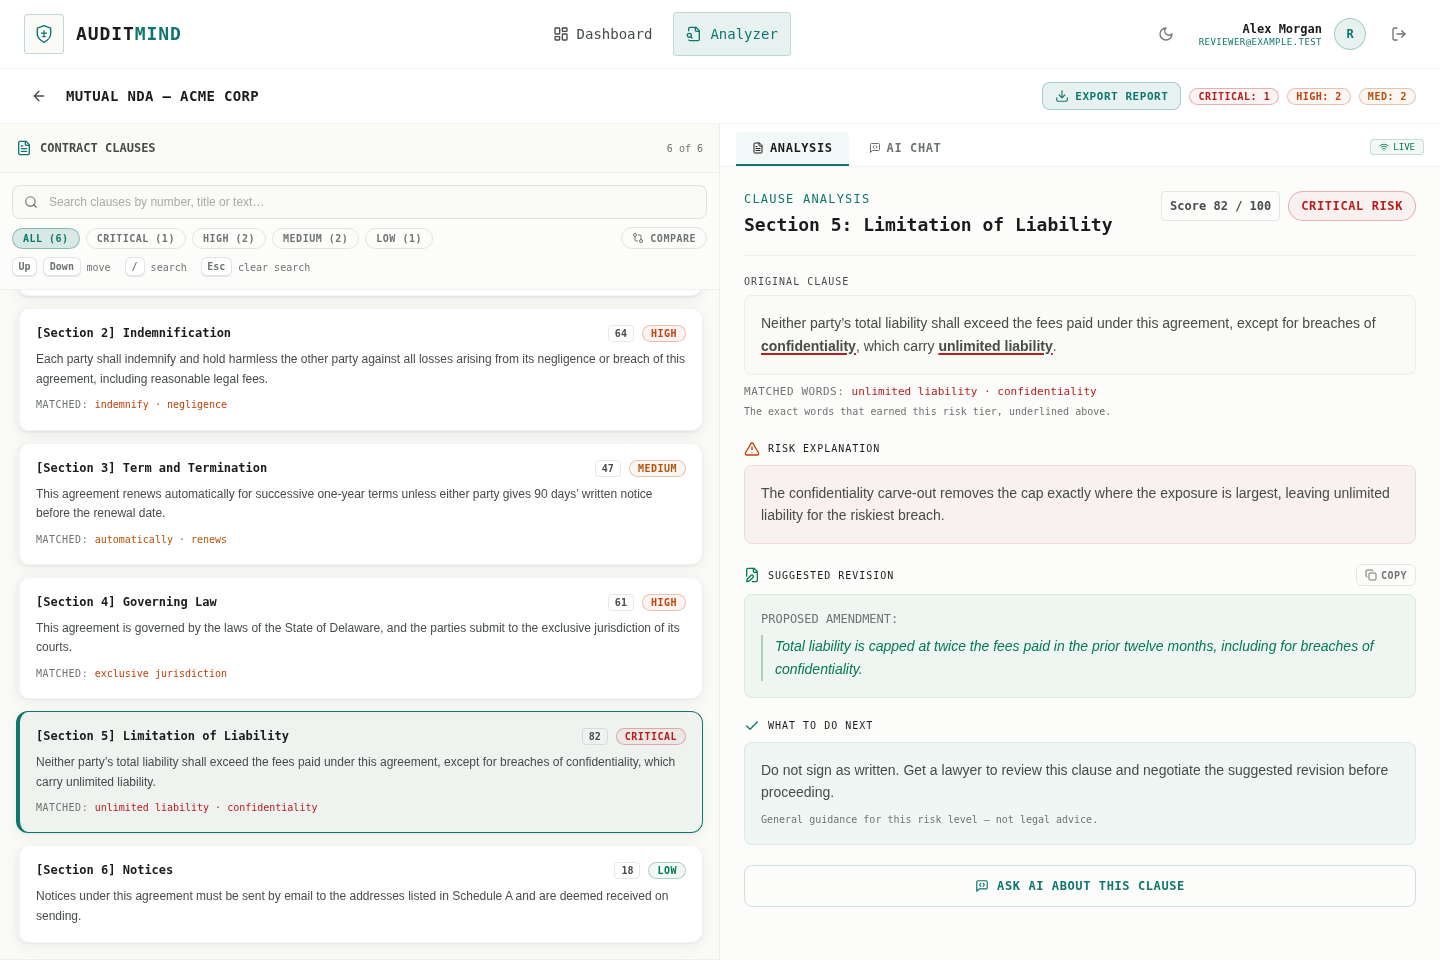 AUDITMIND
Dashboard
Analyzer
Alex Morgan
REVIEWER@EXAMPLE.TEST
R
MUTUAL NDA — ACME CORP
EXPORT REPORT
CRITICAL: 1
HIGH: 2
MED: 2
CONTRACT CLAUSES
6 of 6
Search clauses by number, title or text…
ALL (6)
CRITICAL (1)
HIGH (2)
MEDIUM (2)
LOW (1)
COMPARE
Up Down move / search Esc clear search
[Section 2] Indemnification
64
HIGH
Each party shall indemnify and hold harmless the other party against all losses arising from its negligence or breach of this
agreement, including reasonable legal fees.
MATCHED: indemnify · negligence
[Section 3] Term and Termination
47
MEDIUM
This agreement renews automatically for successive one-year terms unless either party gives 90 days’ written notice
before the renewal date.
MATCHED: automatically · renews
[Section 4] Governing Law
61
HIGH
This agreement is governed by the laws of the State of Delaware, and the parties submit to the exclusive jurisdiction of its
courts.
MATCHED: exclusive jurisdiction
[Section 5] Limitation of Liability
82
CRITICAL
Neither party’s total liability shall exceed the fees paid under this agreement, except for breaches of confidentiality, which
carry unlimited liability.
MATCHED: unlimited liability · confidentiality
[Section 6] Notices
18
LOW
Notices under this agreement must be sent by email to the addresses listed in Schedule A and are deemed received on
sending.
ANALYSIS
AI CHAT
LIVE
CLAUSE ANALYSIS
Section 5: Limitation of Liability
Score 82 / 100
CRITICAL RISK
ORIGINAL CLAUSE
Neither party’s total liability shall exceed the fees paid under this agreement, except for breaches of
confidentiality, which carry unlimited liability.
MATCHED WORDS: unlimited liability · confidentiality
The exact words that earned this risk tier, underlined above.
RISK EXPLANATION
The confidentiality carve-out removes the cap exactly where the exposure is largest, leaving unlimited
liability for the riskiest breach.
SUGGESTED REVISION
COPY
PROPOSED AMENDMENT:
Total liability is capped at twice the fees paid in the prior twelve months, including for breaches of
confidentiality.
WHAT TO DO NEXT
Do not sign as written. Get a lawyer to review this clause and negotiate the suggested revision before
proceeding.
General guidance for this risk level — not legal advice.
ASK AI ABOUT THIS CLAUSE